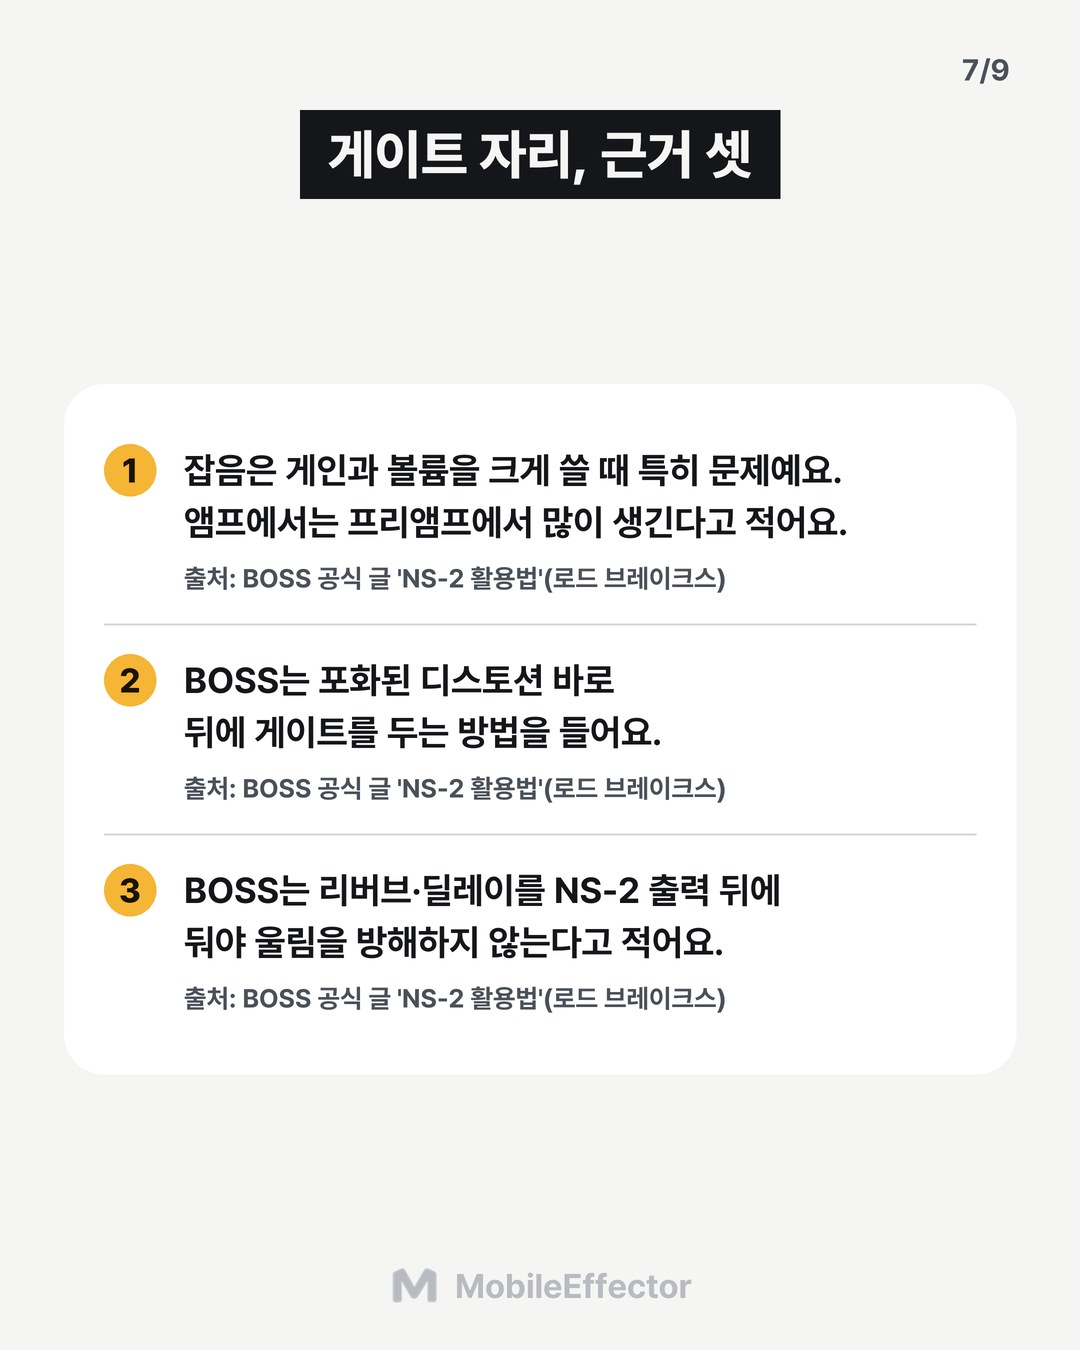 7/9
게이트 자리, 근거 셋
1 잡음은 게인과 볼륨을 크게 쓸 때 특히 문제예요.
앰프에서는 프리앰프에서 많이 생긴다고 적어요.
출처: BOSS 공식 글 'NS-2 활용법'(로드 브레이크스)
2 BOSS는 포화된 디스토션 바로
뒤에 게이트를 두는 방법을 들어요.
출처: BOSS 공식 글 'NS-2 활용법'(로드 브레이크스)
3 BOSS는 리버브·딜레이를 NS-2 출력 뒤에
둬야 울림을 방해하지 않는다고 적어요.
출처: BOSS 공식 글 'NS-2 활용법'(로드 브레이크스)
MobileEffector